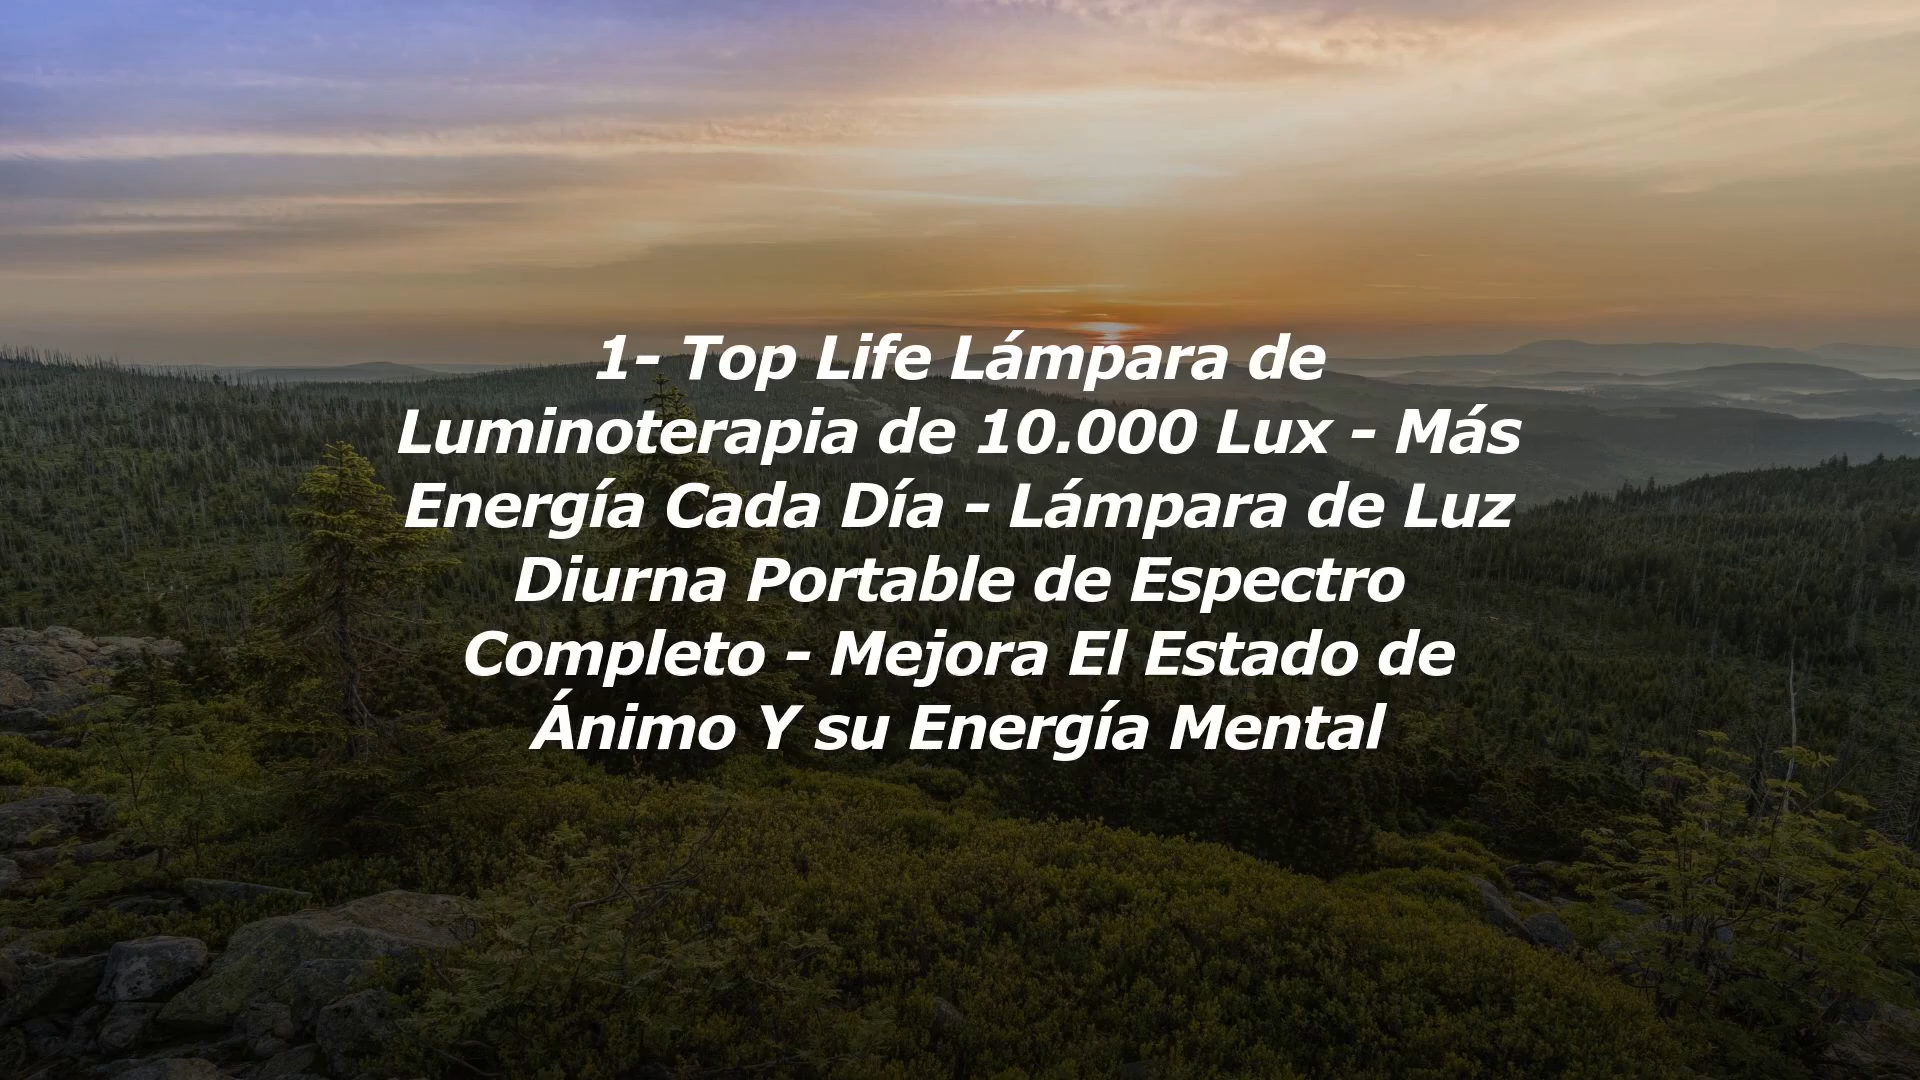 1- Top Life Lámpara de
Luminoterapia de 10.000 Lux - Más
Energía Cada Día - Lámpara de Luz
Diurna Portable de Espectro
Completo - Mejora El Estado de
Ánimo Y su Energía Mental